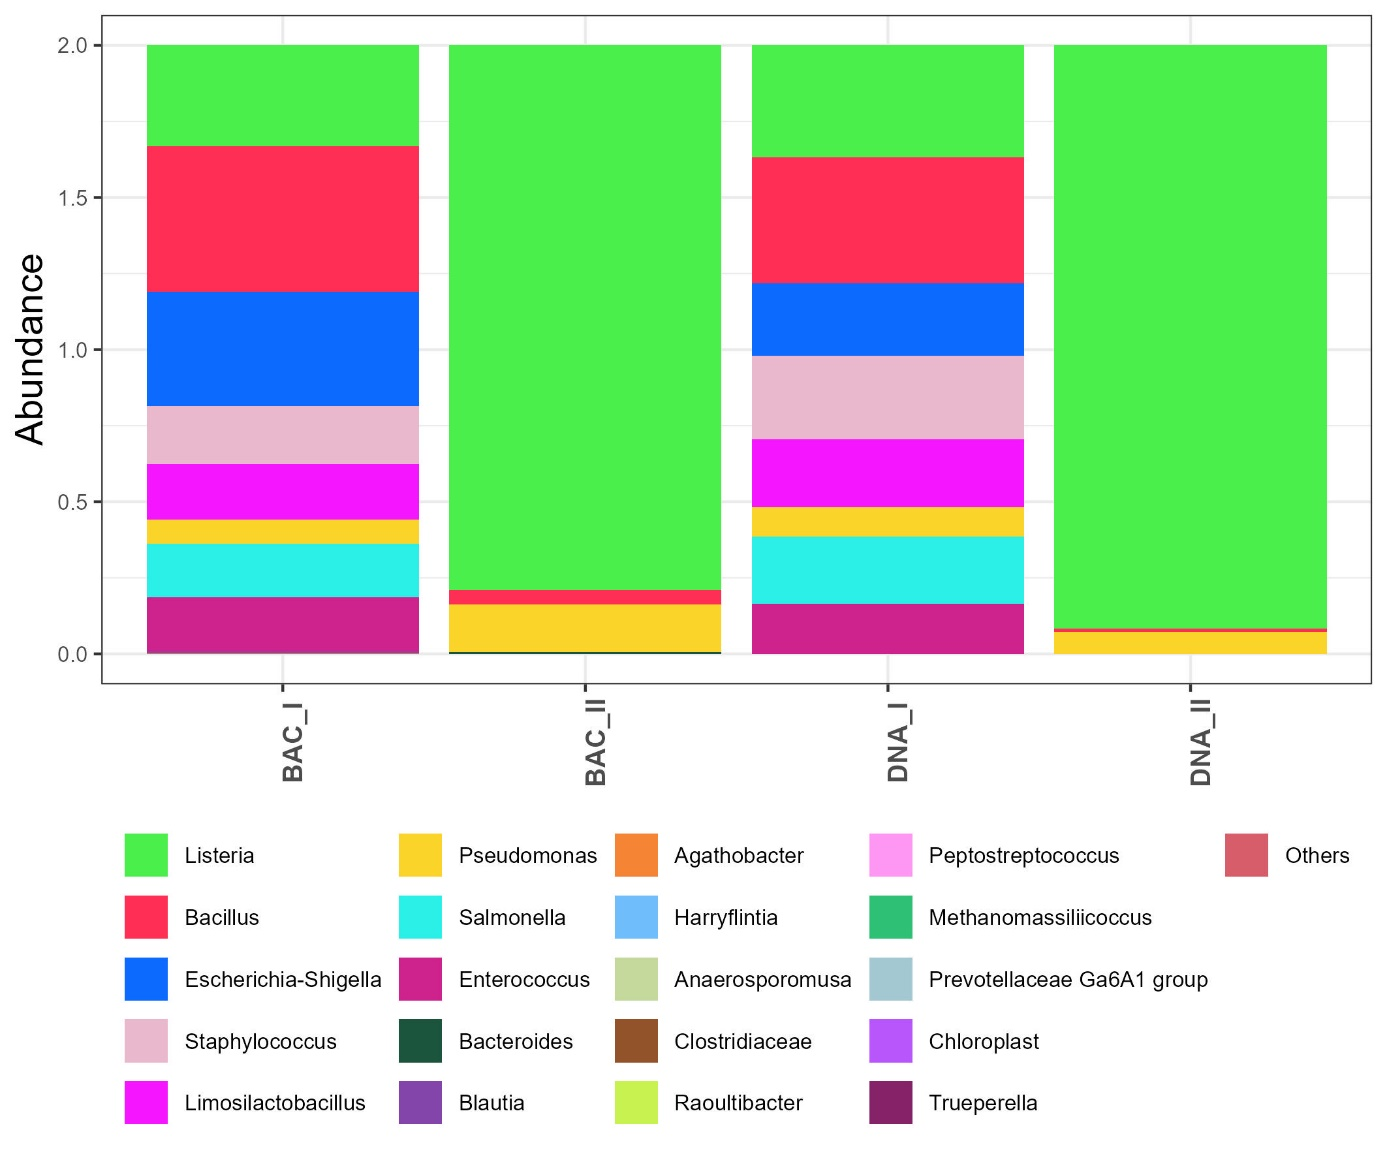 Abundance
2.0
1.5
1.0
0.5
0.0
BAC_I
BAC_II
DNA_I
DNA_II
Listeria
Bacillus
Escherichia-Shigella
Staphylococcus
Limosilactobacillus
Pseudomonas
Salmonella
Enterococcus
Bacteroides
Blautia
Agathobacter
Harryflintia
Anaerosporomusa
Clostridiaceae
Raoultibacter
Peptostreptococcus
Methanomassiliicoccus
Prevotellaceae Ga6A1 group
Chloroplast
Trueperella
Others